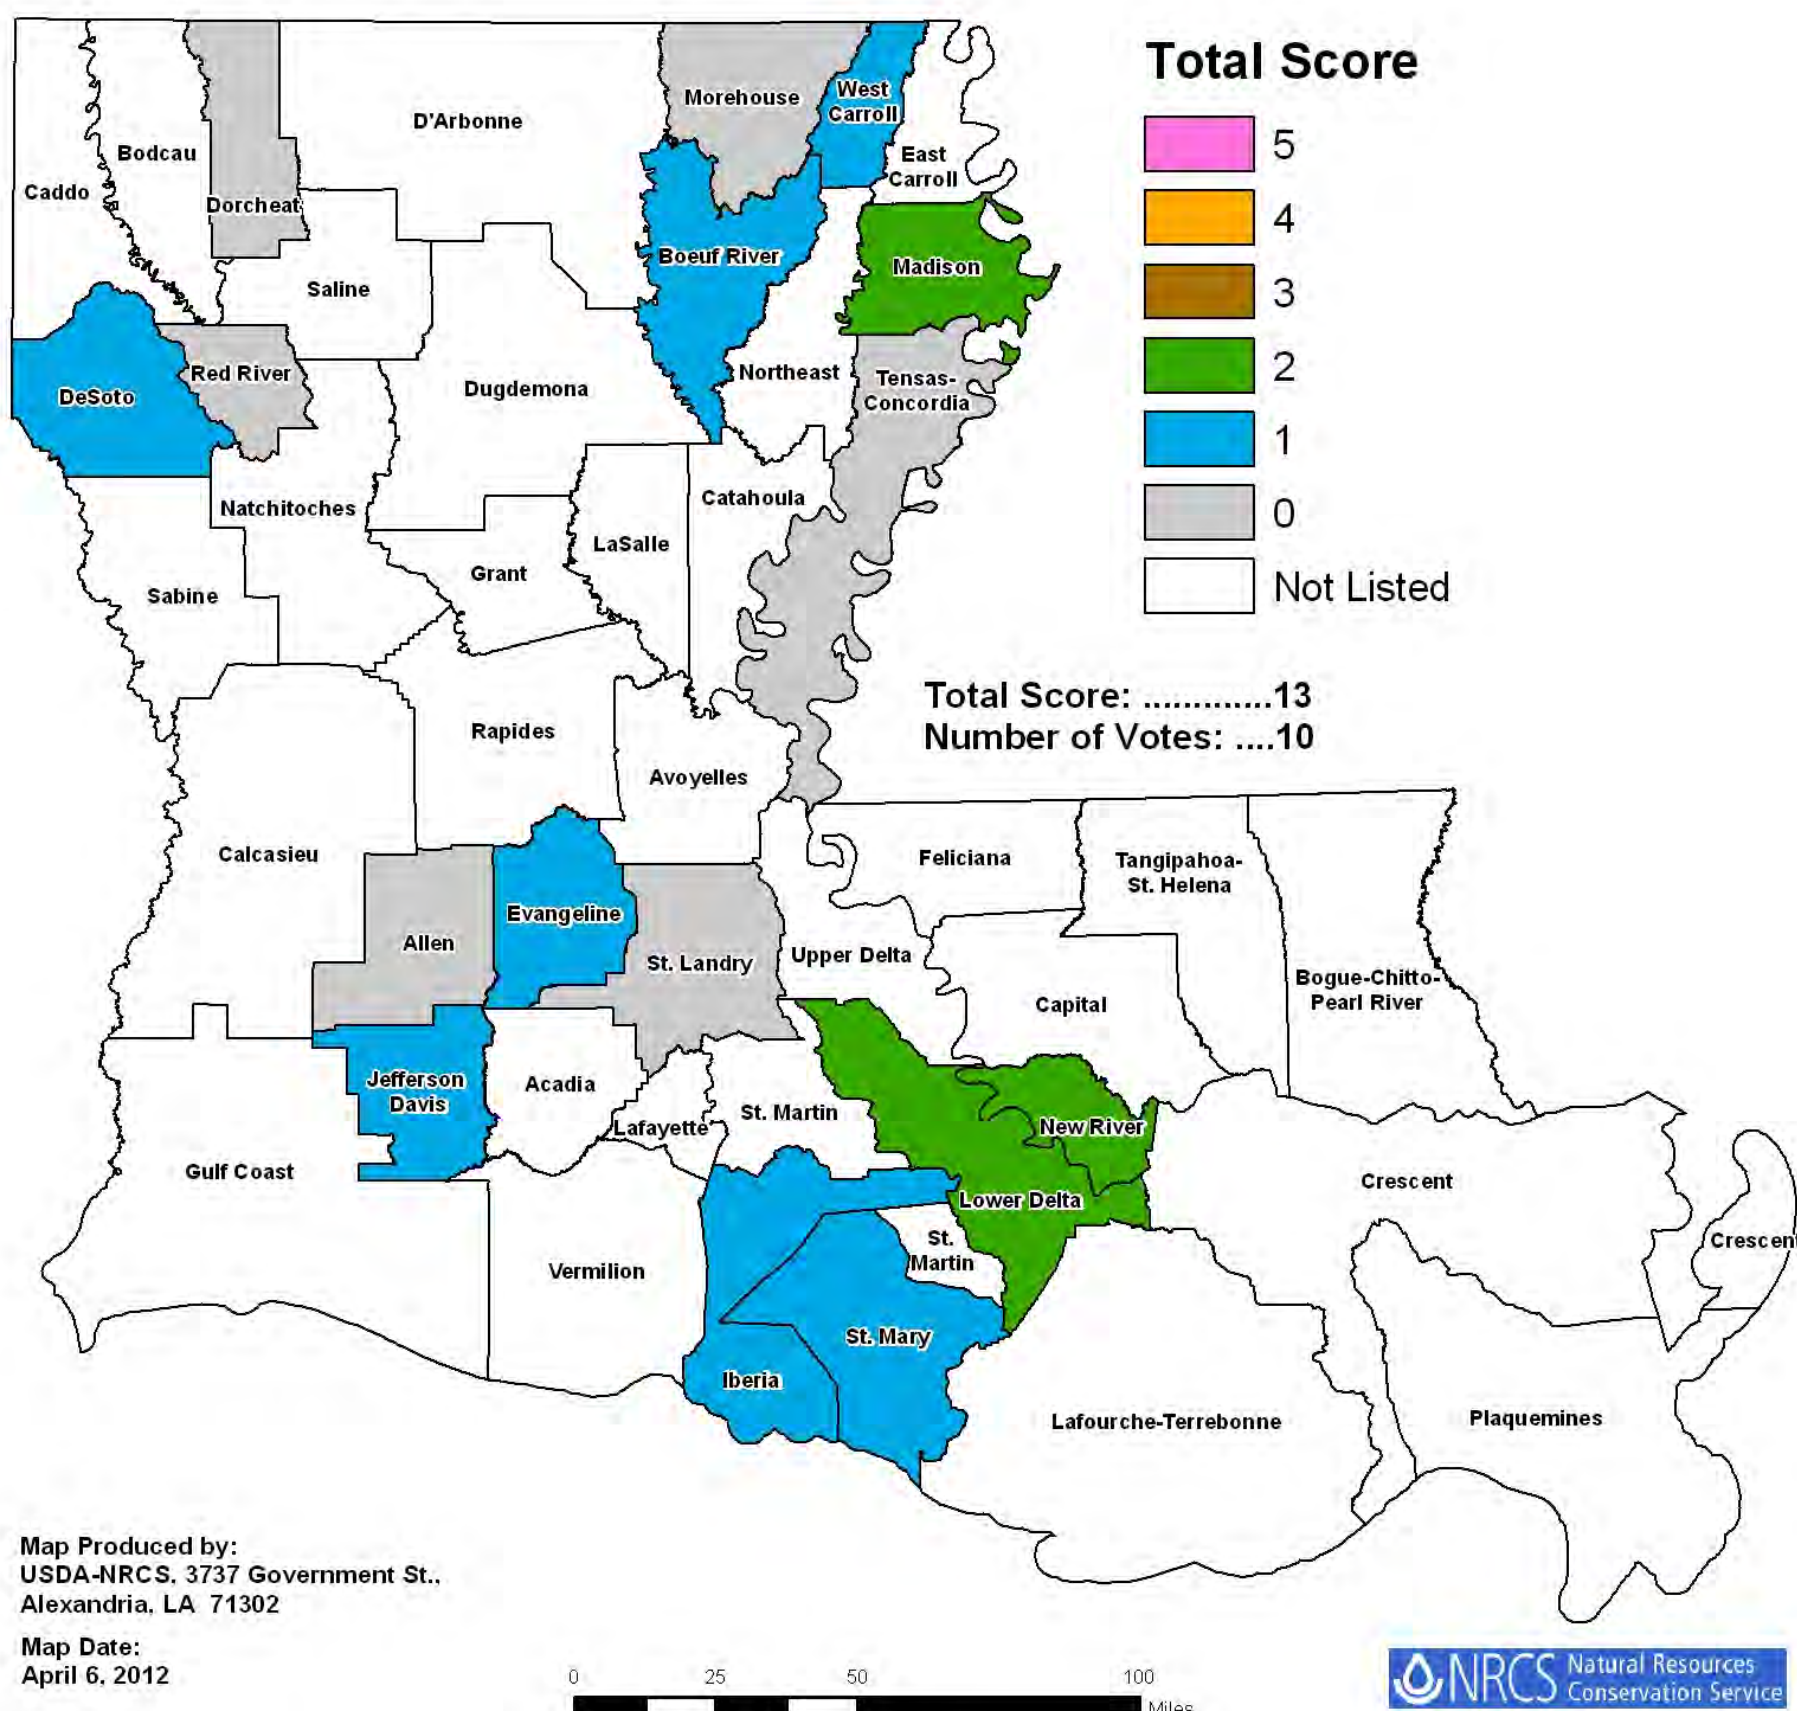 Total Score
5
4
3
2
1
0
Not Listed
Total Score: .............13
Number of Votes: ....10
Caddo
Bodcau
Dorcheat
D'Arbonne
Morehouse
West
Carroll
East
Carroll
Boeuf River
Madison
Saline
DeSoto
Red River
Dugdemona
Northeast
Tensas-
Concordia
Natchitoches
Catahoula
LaSalle
Grant
Sabine
Rapides
Avoyelles
Calcasieu
Allen
Evangeline
St. Landry
Upper Delta
Feliciana
Tangipahoa-
St. Helena
Bogue-Chitto-
Pearl River
Capital
Jefferson
Davis
Acadia
Lafayette
St. Martin
New River
Gulf Coast
Lower Delta
Crescent
Crescen
St.
Martin
Vermilion
St. Mary
Iberia
Lafourche-Terrebonne
Plaquemines
Map Produced by:
USDA-NRCS, 3737 Government St.,
Alexandria, LA 71302
Map Date:
April 6, 2012
0 25 50 100
Miles
NRCS Natural Resources
Conservation Service